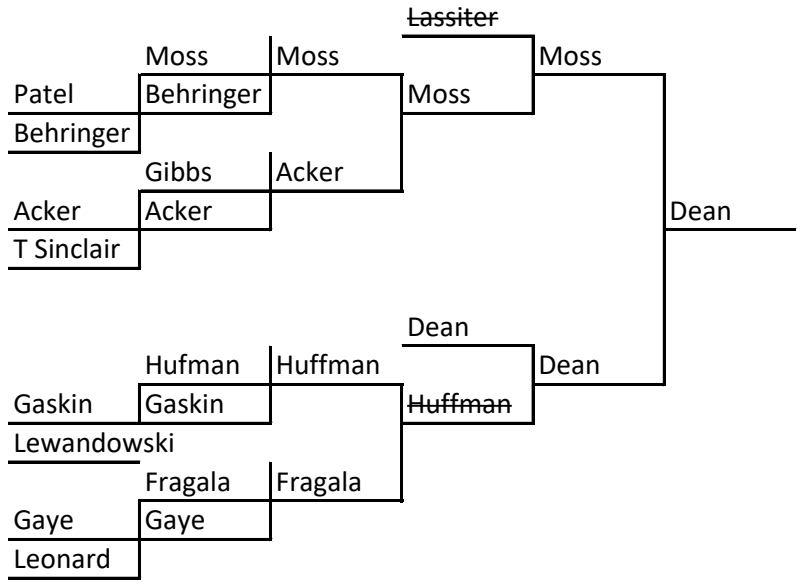 Lassiter
Moss Moss Moss
Patel Behringer Moss
Behringer
Gibbs Acker
Acker Acker Dean
T Sinclair
Dean
Hufman Huffman Dean
Gaskin Gaskin Huffman
Lewandowski
Fragala Fragala
Gaye Gaye
Leonard